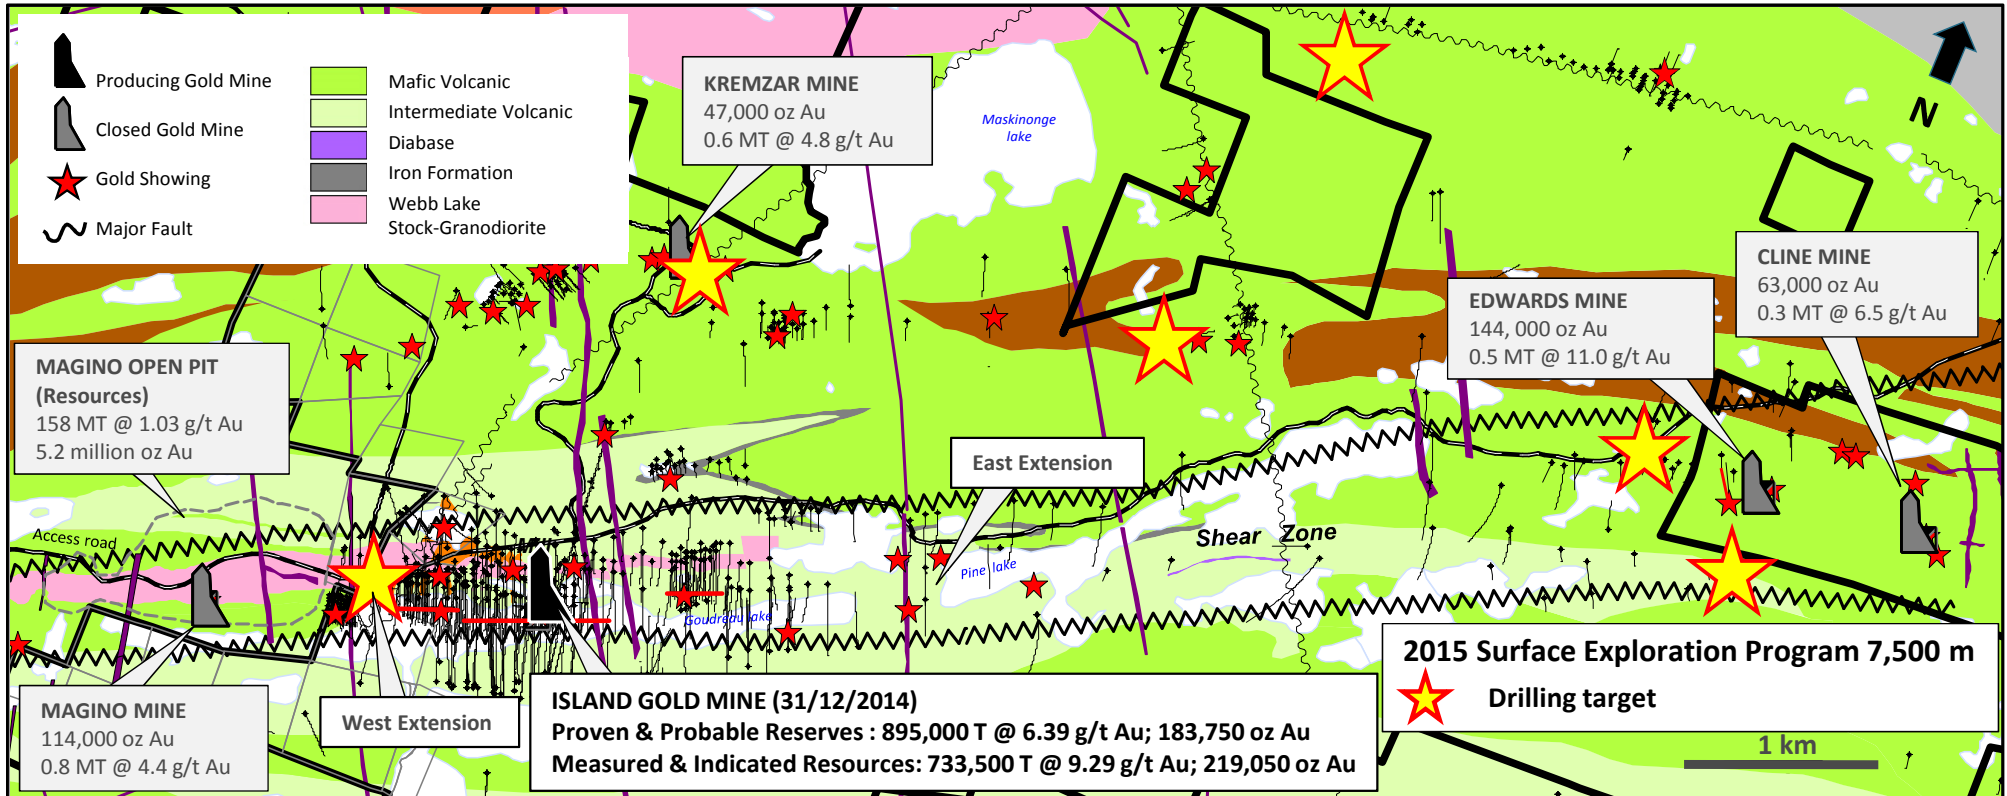 Producing Gold Mine
Closed Gold Mine
Gold Showing
Major Fault
Mafic Volcanic
Intermediate Volcanic
Diabase
Iron Formation
Webb Lake
Stock-Granodiorite
KREMZAR MINE
47,000 oz Au
0.6 MT @ 4.8 g/t Au
Maskinonge
lake
N
CLINE MINE
63,000 oz Au
0.3 MT @ 6.5 g/t Au
EDWARDS MINE
144, 000 oz Au
0.5 MT @ 11.0 g/t Au
MAGINO OPEN PIT
(Resources)
158 MT @ 1.03 g/t Au
5.2 million oz Au
East Extension
Access road
Shear Zone
Pine lake
Goudreau lake
MAGINO MINE
114,000 oz Au
0.8 MT @ 4.4 g/t Au
West Extension
ISLAND GOLD MINE (31/12/2014)
Proven & Probable Reserves : 895,000 T @ 6.39 g/t Au; 183,750 oz Au
Measured & Indicated Resources: 733,500 T @ 9.29 g/t Au; 219,050 oz Au
2015 Surface Exploration Program 7,500 m
Drilling target
1 km